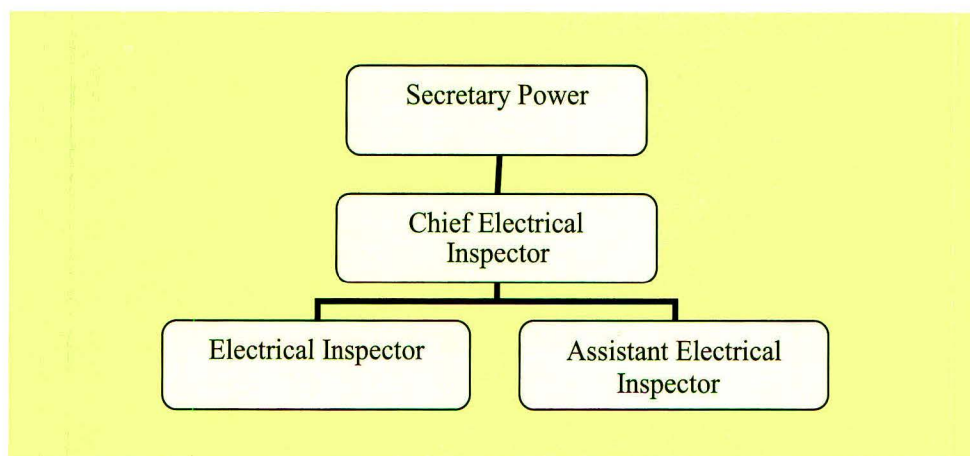 Secretary Power
Chief Electrical
Inspector
Electrical Inspector
Assistant Electrical
Inspector